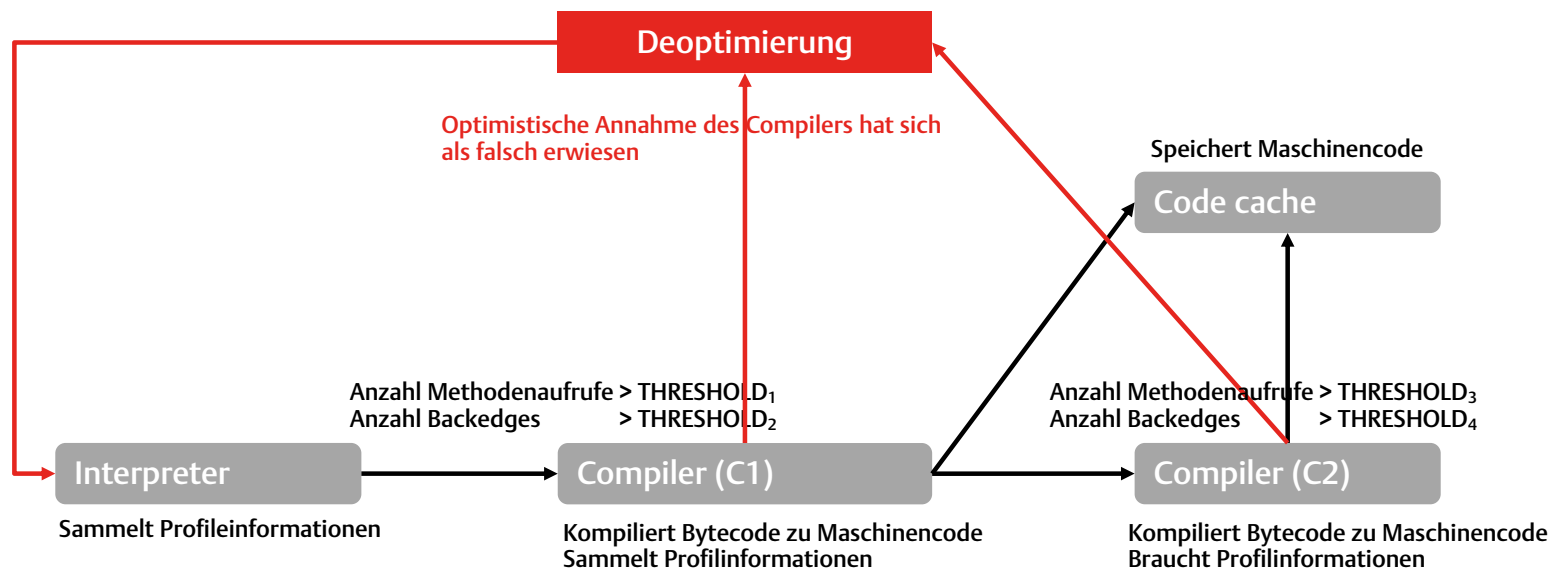 Deoptimierung
Optimistische Annahme des Compilers hat sich
als falsch erwiesen
Speichert Maschinencode
Code cache
Anzahl Methodenaufrufe > THRESHOLD₁
Anzahl Backedges > THRESHOLD₂
Anzahl Methodenaufrufe > THRESHOLD₃
Anzahl Backedges > THRESHOLD₄
Interpreter
Compiler (C1)
Compiler (C2)
Sammelt Profileinformationen
Kompiliert Bytecode zu Maschinencode
Sammelt Profilinformationen
Kompiliert Bytecode zu Maschinencode
Braucht Profilinformationen